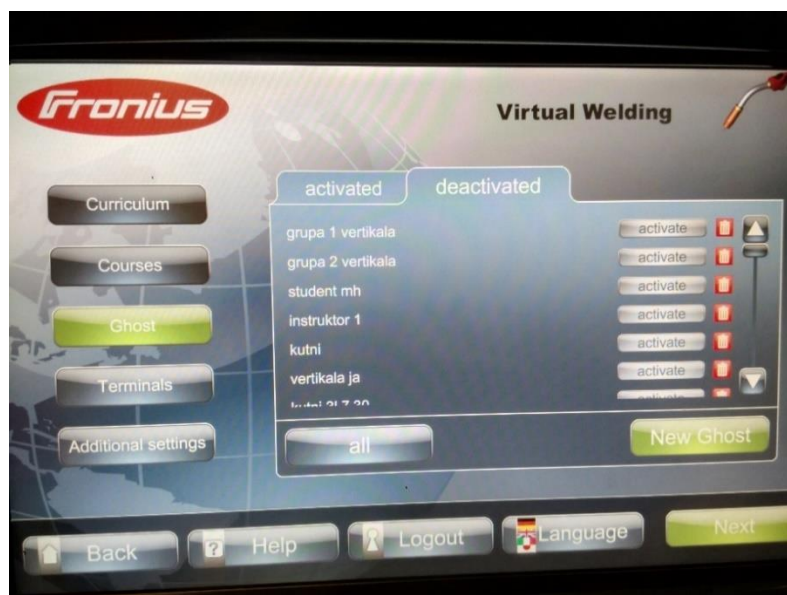 Fronius
Virtual Welding
Curriculum
Courses
Ghost
Terminals
Additional settings
activated
deactivated
grupa 1 vertikala activate
grupa 2 vertikala activate
student mh activate
instruktor 1 activate
kutni activate
vertikala ja activate
all
New Ghost
Back
Help
Logout
Language
Next